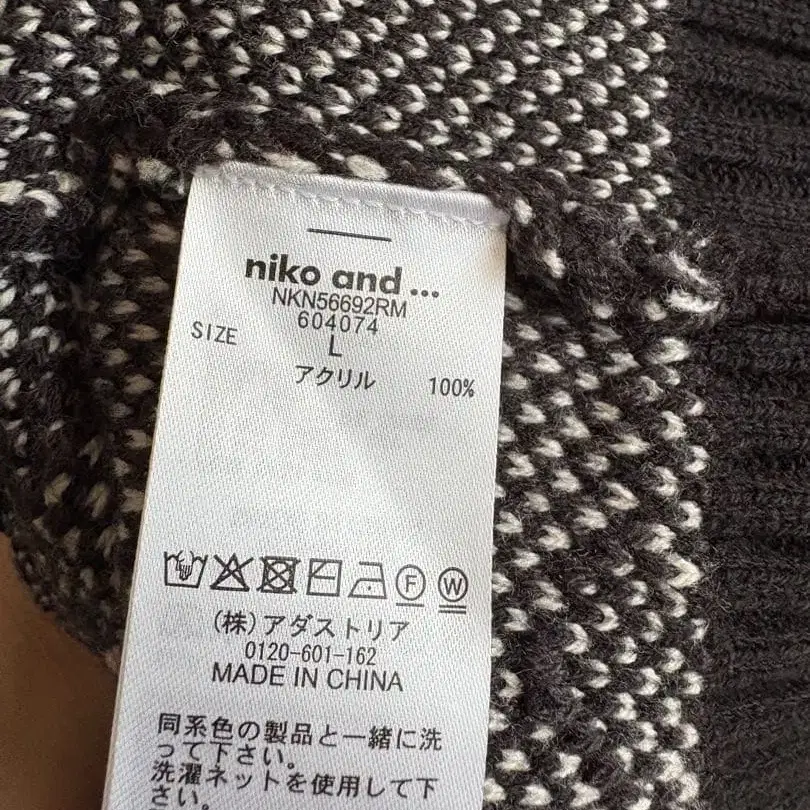 niko and ...
NKN56692RM
604074
SIZE L
アクリル 100%
F W
(株)アダストリア
0120-601-162
MADE IN CHINA
同系色の製品と一緒に洗
って下さい。
洗濯ネットを使用して下
さい。